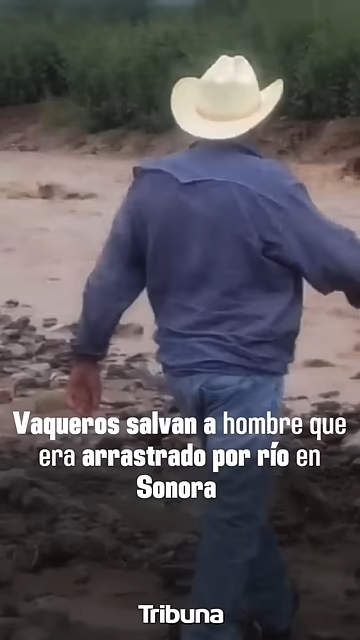 Vaqueros salvan a hombre que
era arrastrado por río en
Sonora
Tribuna